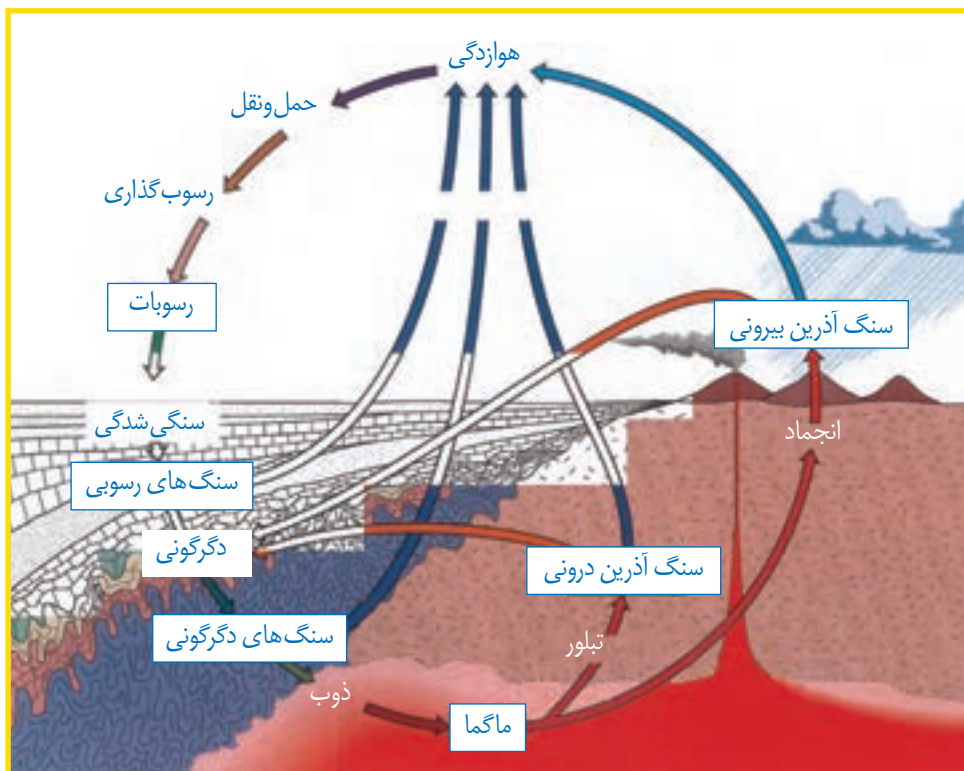 هوازدگی
حمل‌ونقل
رسوب‌گذاری
رسوبات
سنگ آذرین بیرونی
سنگی‌شدگی
انجماد
سنگ‌های رسوبی
دگرگونی
سنگ آذرین درونی
سنگ‌های دگرگونی
تبلور
ذوب
ماگما